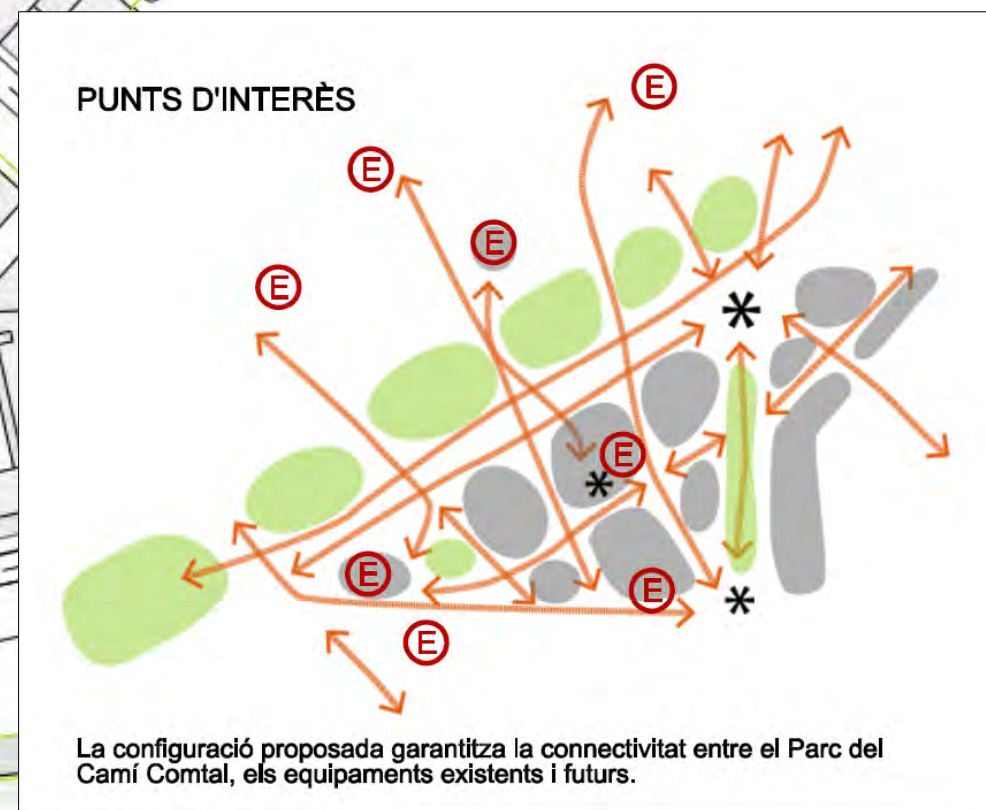 PUNTS D'INTERÈS
E
E
E
E
E
E
E
E
*
*
*
La configuració proposada garantitza la connectivitat entre el Parc del
Camí Comtal, els equipaments existents i futurs.